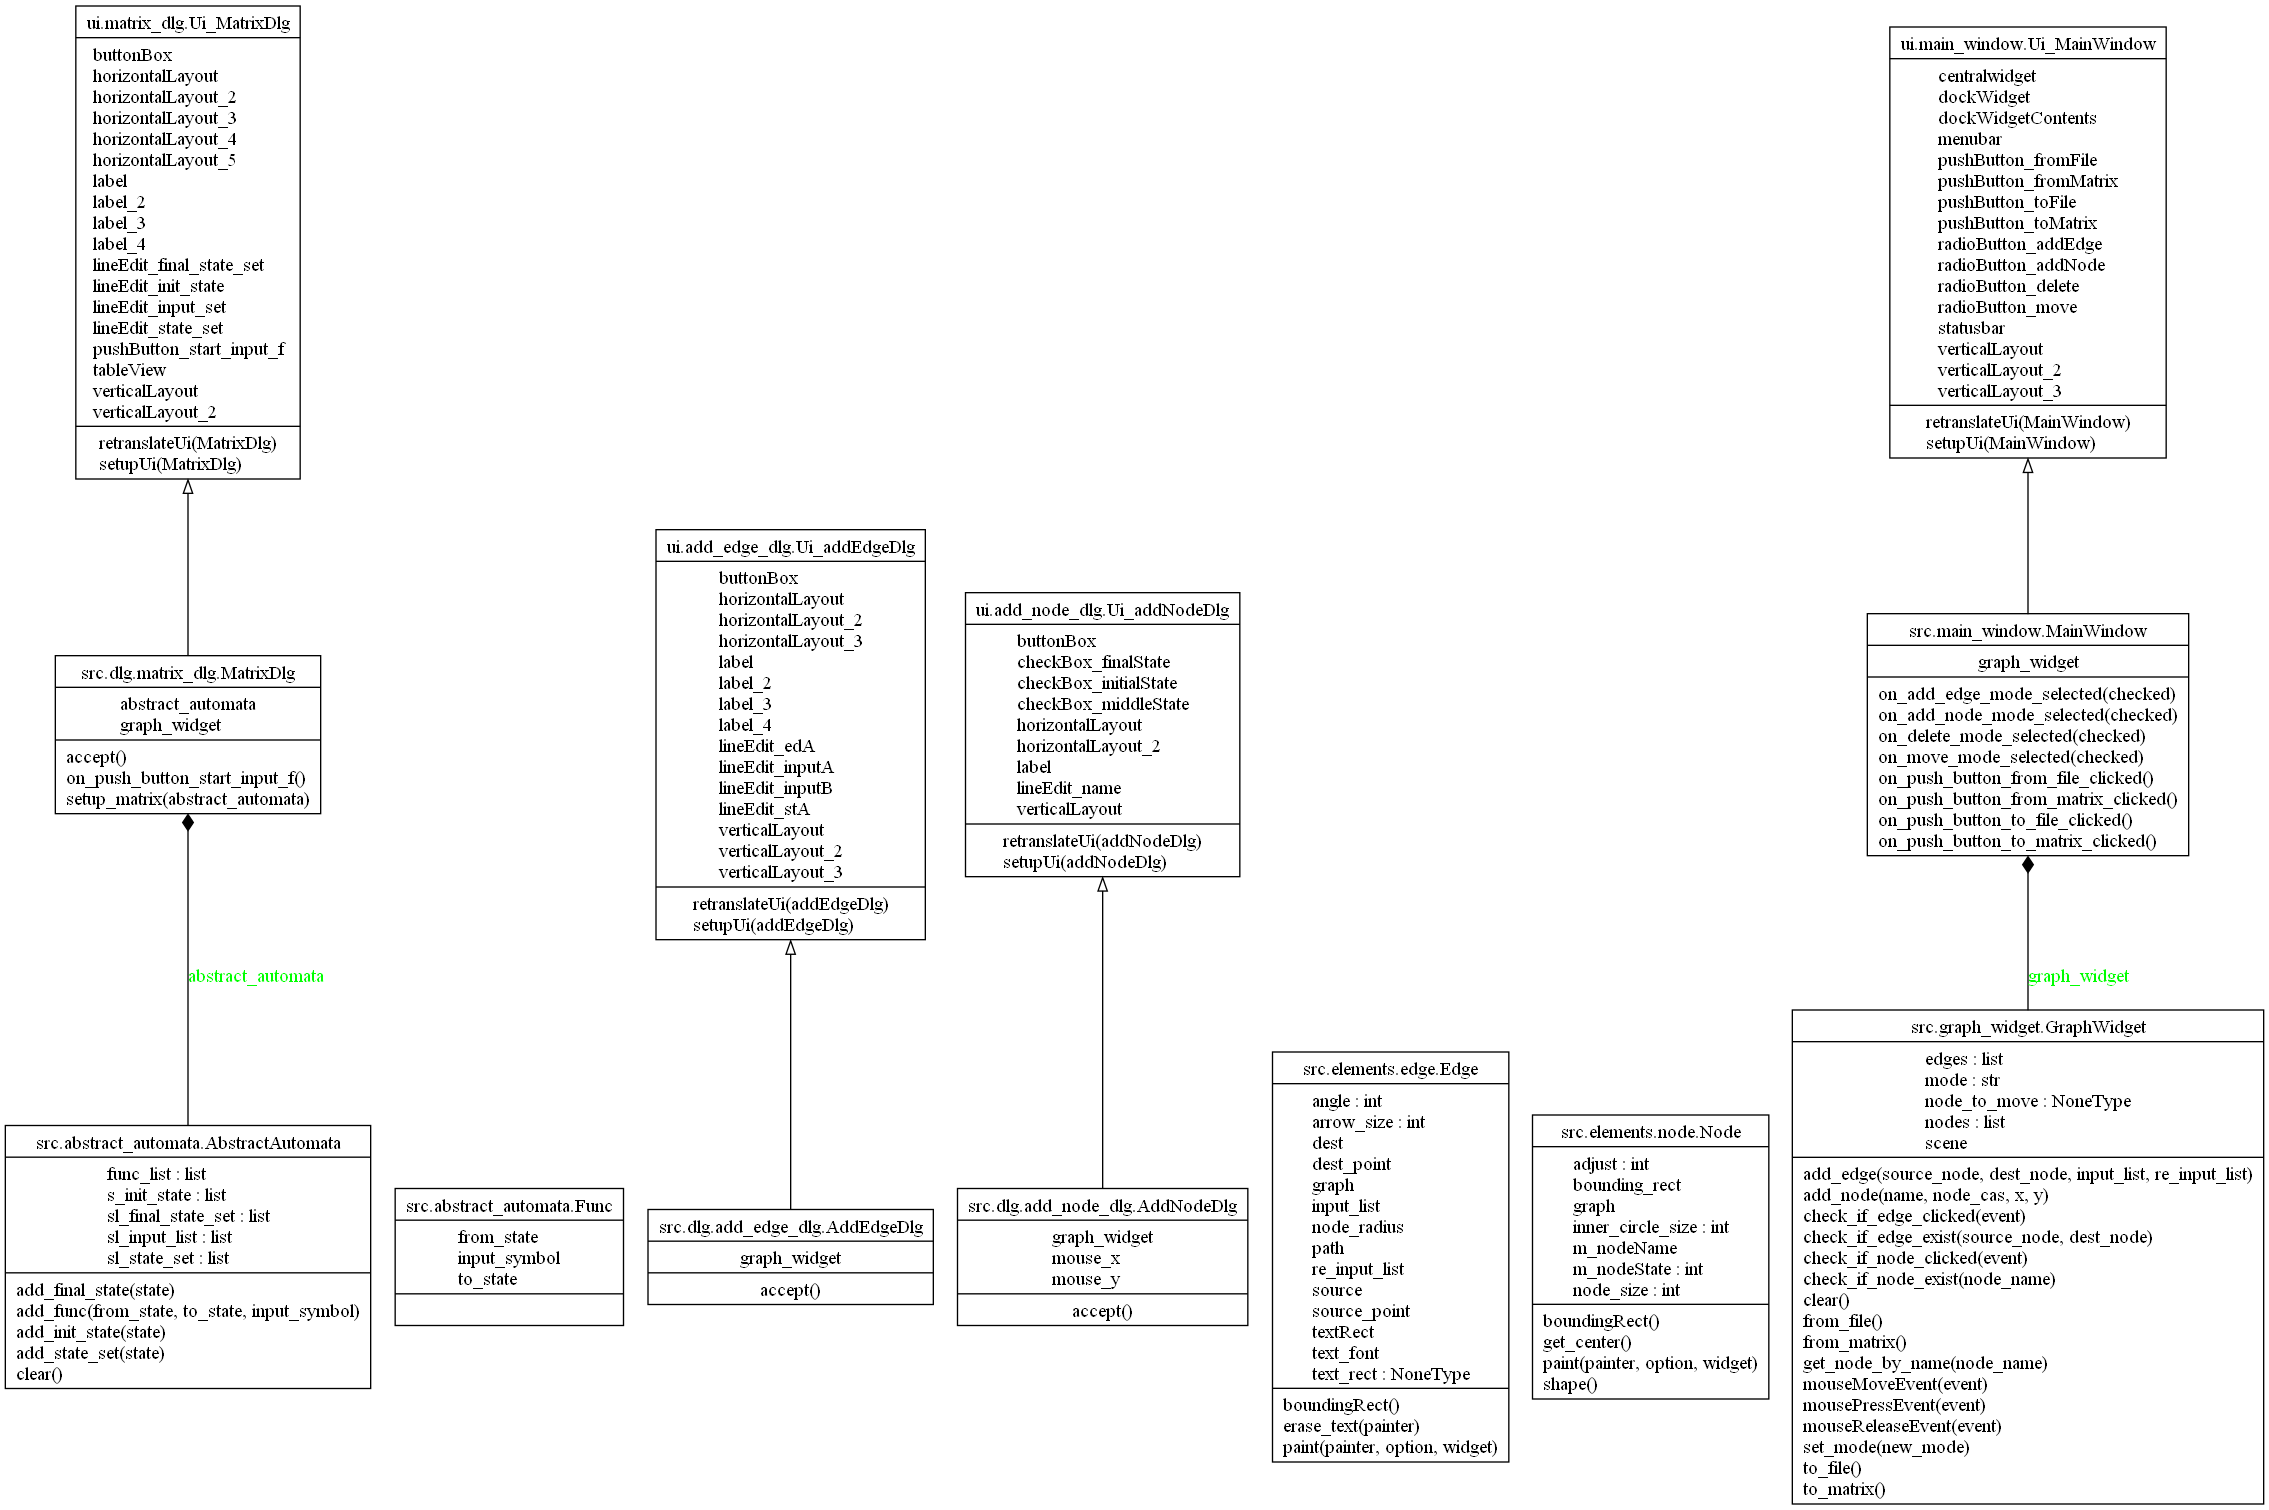 ui.matrix_dlg.Ui_MatrixDlg
buttonBox
horizontalLayout
horizontalLayout_2
horizontalLayout_3
horizontalLayout_4
horizontalLayout_5
label
label_2
label_3
label_4
lineEdit_final_state_set
lineEdit_init_state
lineEdit_input_set
lineEdit_state_set
pushButton_start_input_f
tableView
verticalLayout
verticalLayout_2
retranslateUi(MatrixDlg)
setupUi(MatrixDlg)
ui.main_window.Ui_MainWindow
centralwidget
dockWidget
dockWidgetContents
menubar
pushButton_fromFile
pushButton_fromMatrix
pushButton_toFile
pushButton_toMatrix
radioButton_addEdge
radioButton_addNode
radioButton_delete
radioButton_move
statusbar
verticalLayout
verticalLayout_2
verticalLayout_3
retranslateUi(MainWindow)
setupUi(MainWindow)
src.dlg.matrix_dlg.MatrixDlg
abstract_automata
graph_widget
accept()
on_push_button_start_input_f()
setup_matrix(abstract_automata)
ui.add_edge_dlg.Ui_addEdgeDlg
buttonBox
horizontalLayout
horizontalLayout_2
horizontalLayout_3
label
label_2
label_3
label_4
lineEdit_edA
lineEdit_inputA
lineEdit_inputB
lineEdit_stA
verticalLayout
verticalLayout_2
verticalLayout_3
retranslateUi(addEdgeDlg)
setupUi(addEdgeDlg)
ui.add_node_dlg.Ui_addNodeDlg
buttonBox
checkBox_finalState
checkBox_initialState
checkBox_middleState
horizontalLayout
horizontalLayout_2
label
lineEdit_name
verticalLayout
retranslateUi(addNodeDlg)
setupUi(addNodeDlg)
src.main_window.MainWindow
graph_widget
on_add_edge_mode_selected(checked)
on_add_node_mode_selected(checked)
on_delete_mode_selected(checked)
on_move_mode_selected(checked)
on_push_button_from_file_clicked()
on_push_button_from_matrix_clicked()
on_push_button_to_file_clicked()
on_push_button_to_matrix_clicked()
abstract_automata
graph_widget
src.abstract_automata.AbstractAutomata
func_list : list
s_init_state : list
sl_final_state_set : list
sl_input_list : list
sl_state_set : list
add_final_state(state)
add_func(from_state, to_state, input_symbol)
add_init_state(state)
add_state_set(state)
clear()
src.abstract_automata.Func
from_state
input_symbol
to_state
src.dlg.add_edge_dlg.AddEdgeDlg
graph_widget
accept()
src.dlg.add_node_dlg.AddNodeDlg
graph_widget
mouse_x
mouse_y
accept()
src.elements.edge.Edge
angle : int
arrow_size : int
dest
dest_point
graph
input_list
node_radius
path
re_input_list
source
source_point
textRect
text_font
text_rect : NoneType
boundingRect()
erase_text(painter)
paint(painter, option, widget)
src.elements.node.Node
adjust : int
bounding_rect
graph
inner_circle_size : int
m_nodeName
m_nodeState : int
node_size : int
boundingRect()
get_center()
paint(painter, option, widget)
shape()
src.graph_widget.GraphWidget
edges : list
mode : str
node_to_move : NoneType
nodes : list
scene
add_edge(source_node, dest_node, input_list, re_input_list)
add_node(name, node_cas, x, y)
check_if_edge_clicked(event)
check_if_edge_exist(source_node, dest_node)
check_if_node_clicked(event)
check_if_node_exist(node_name)
clear()
from_file()
from_matrix()
get_node_by_name(node_name)
mouseMoveEvent(event)
mousePressEvent(event)
mouseReleaseEvent(event)
set_mode(new_mode)
to_file()
to_matrix()